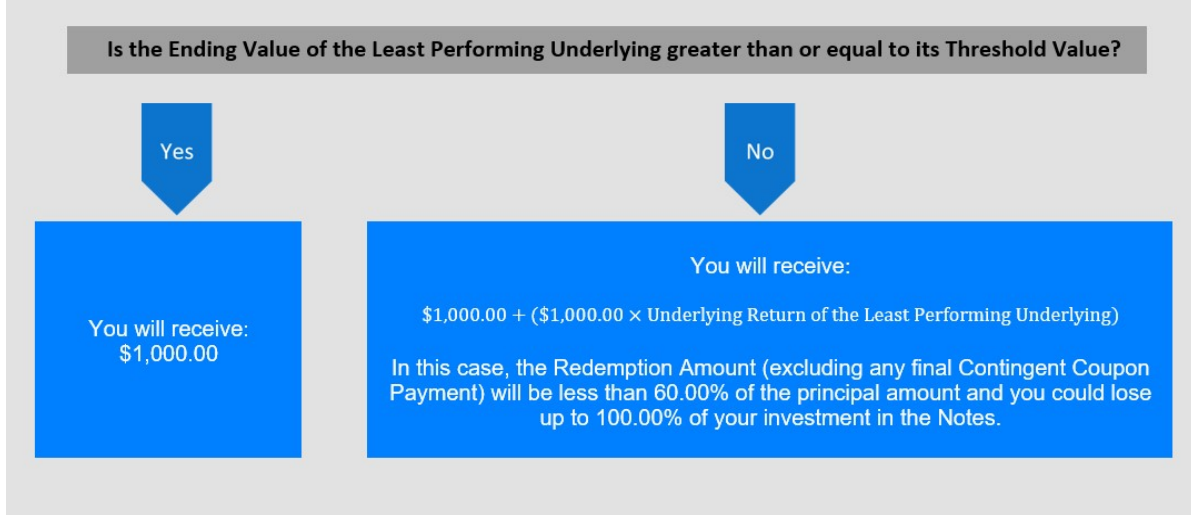 Is the Ending Value of the Least Performing Underlying greater than or equal to its Threshold Value?
Yes
No
You will receive:
$1,000.00
You will receive:
$1,000.00 + ($1,000.00 × Underlying Return of the Least Performing Underlying)
In this case, the Redemption Amount (excluding any final Contingent Coupon
Payment) will be less than 60.00% of the principal amount and you could lose
up to 100.00% of your investment in the Notes.